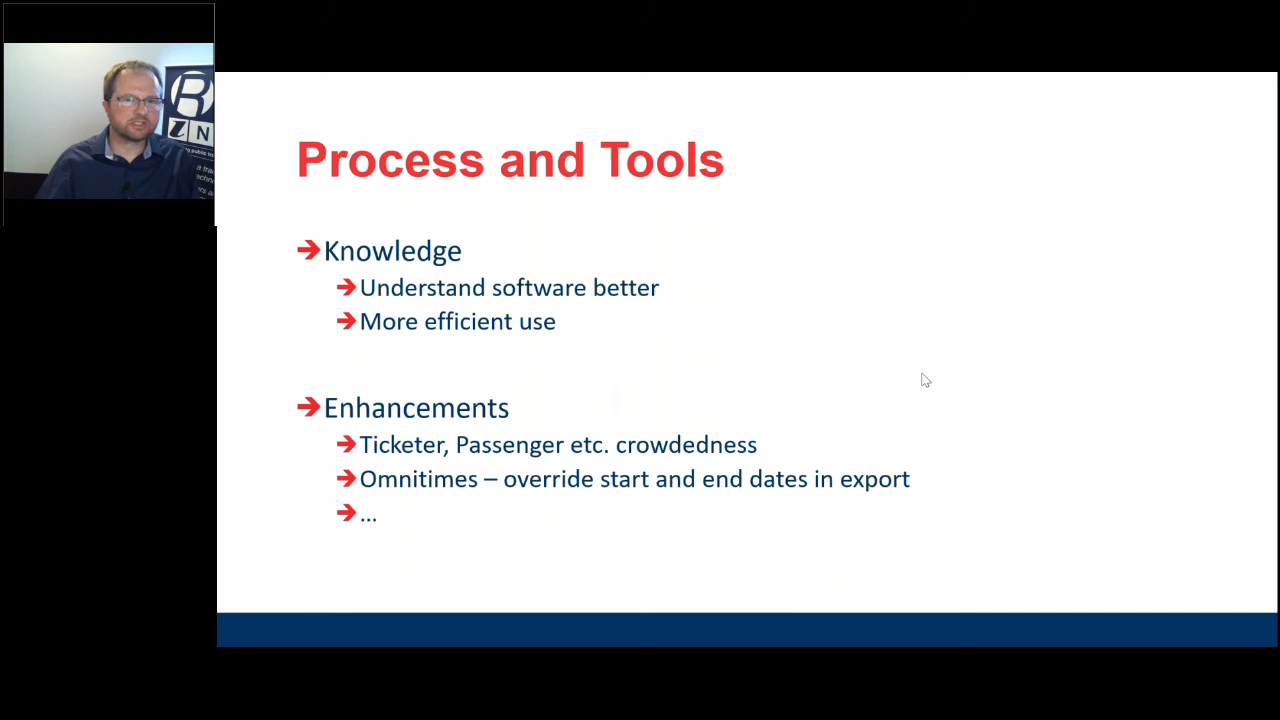 R
i N
Process and Tools
Knowledge
Understand software better
More efficient use
Enhancements
Ticketer, Passenger etc. crowdedness
Omnitimes – override start and end dates in export
...